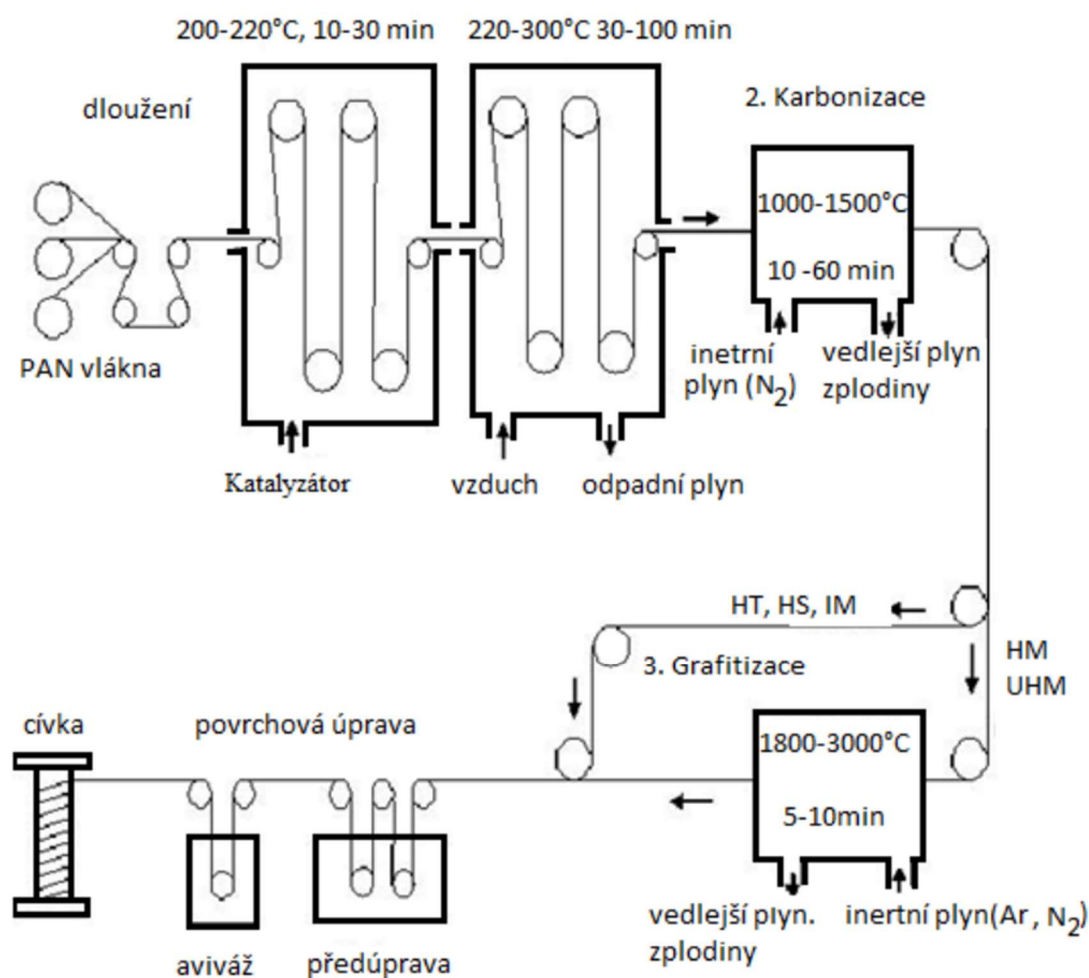 200-220°C, 10-30 min
220-300°C 30-100 min
dloužení
2. Karbonizace
1000-1500°C
10 -60 min
PAN vlákna
inetrní
plyn (N2)
vedlejší plyn
zplodiny
Katalyzátor
vzduch
odpadní plyn
HT, HS, IM
3. Grafitizace
HM
UHM
cívka
povrchová úprava
1800-3000°C
5-10min
vedlejší plyn.
zplodiny
inertní plyn(Ar , N2)
aviváž
předúprava